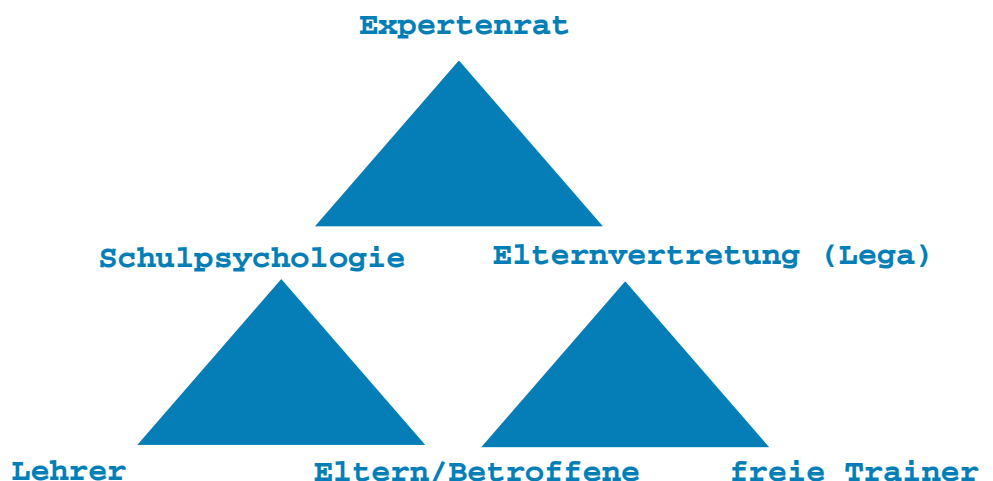 Expertenrat
Schulpsychologie
Elternvertretung (Lega)
Lehrer
Eltern/Betroffene
freie Trainer